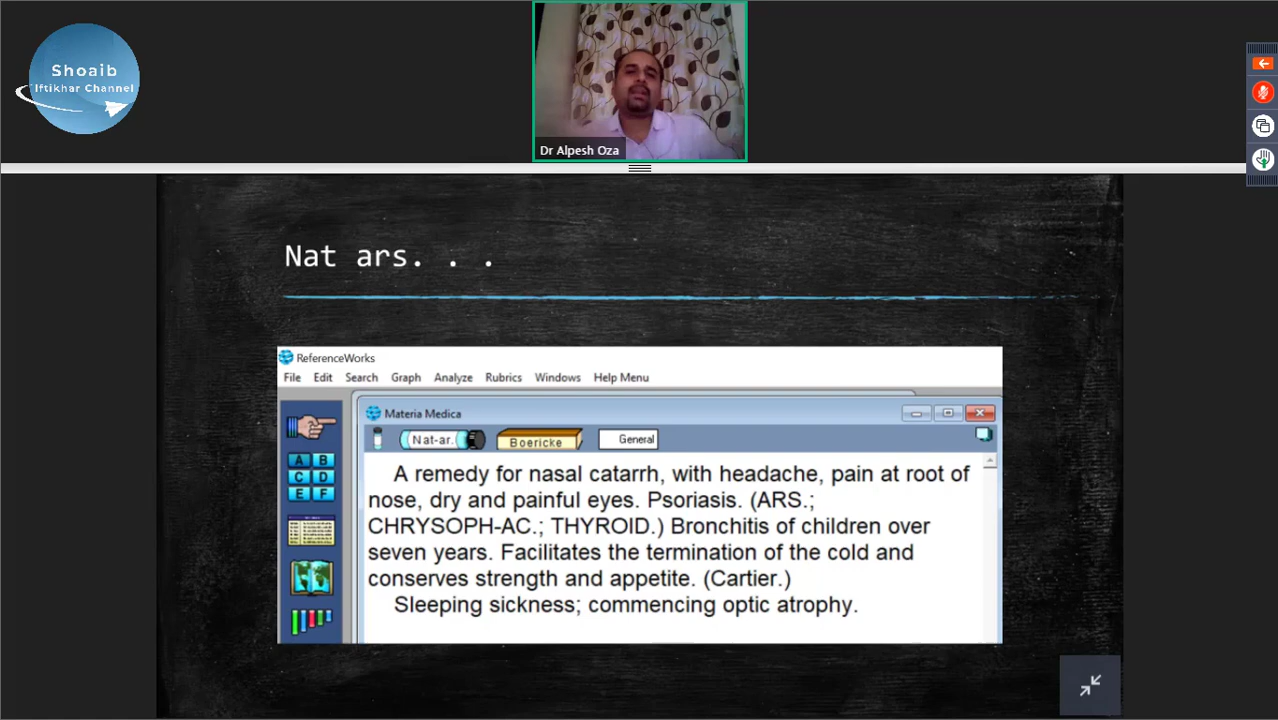 Shoaib
Iftikhar Channel
Dr Alpesh Oza
Nat ars. . .
ReferenceWorks
File Edit Search Graph Analyze Rubrics Windows Help Menu
Materia Medica
Nat-ar. Boericke General
A B
C D
E F
A remedy for nasal catarrh, with headache, pain at root of
nose, dry and painful eyes. Psoriasis. (ARS.;
CHRYSOPH-AC.; THYROID.) Bronchitis of children over
seven years. Facilitates the termination of the cold and
conserves strength and appetite. (Cartier.)
Sleeping sickness; commencing optic atrophy.